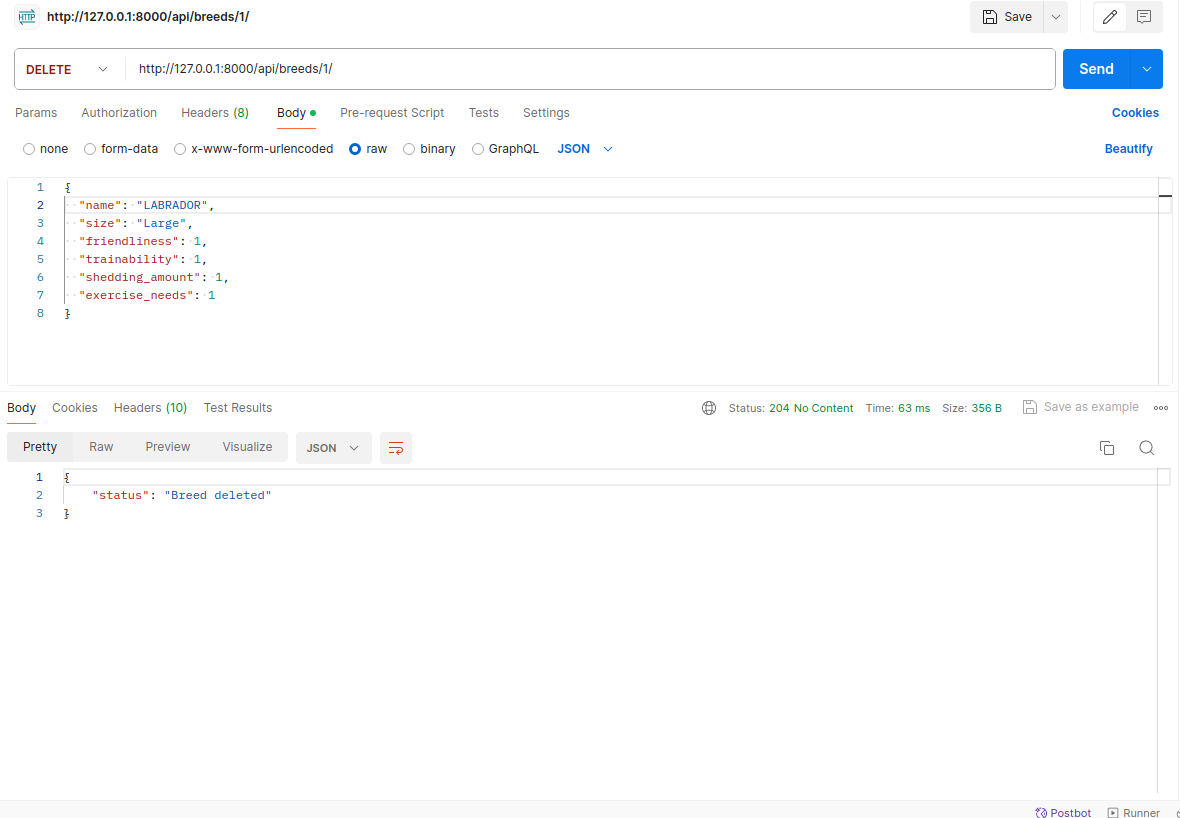 HTTP http://127.0.0.1:8000/api/breeds/1/ Save
DELETE http://127.0.0.1:8000/api/breeds/1/ Send
Params Authorization Headers (8) Body Pre-request Script Tests Settings Cookies
none form-data x-www-form-urlencoded raw binary GraphQL JSON Beautify
1 {
2 "name": "LABRADOR",
3 "size": "Large",
4 "friendliness": 1,
5 "trainability": 1,
6 "shedding_amount": 1,
7 "exercise_needs": 1
8 }
Body Cookies Headers (10) Test Results Status: 204 No Content Time: 63 ms Size: 356 B Save as example
Pretty Raw Preview Visualize JSON
1 {
2 "status": "Breed deleted"
3 }
Postbot Runner